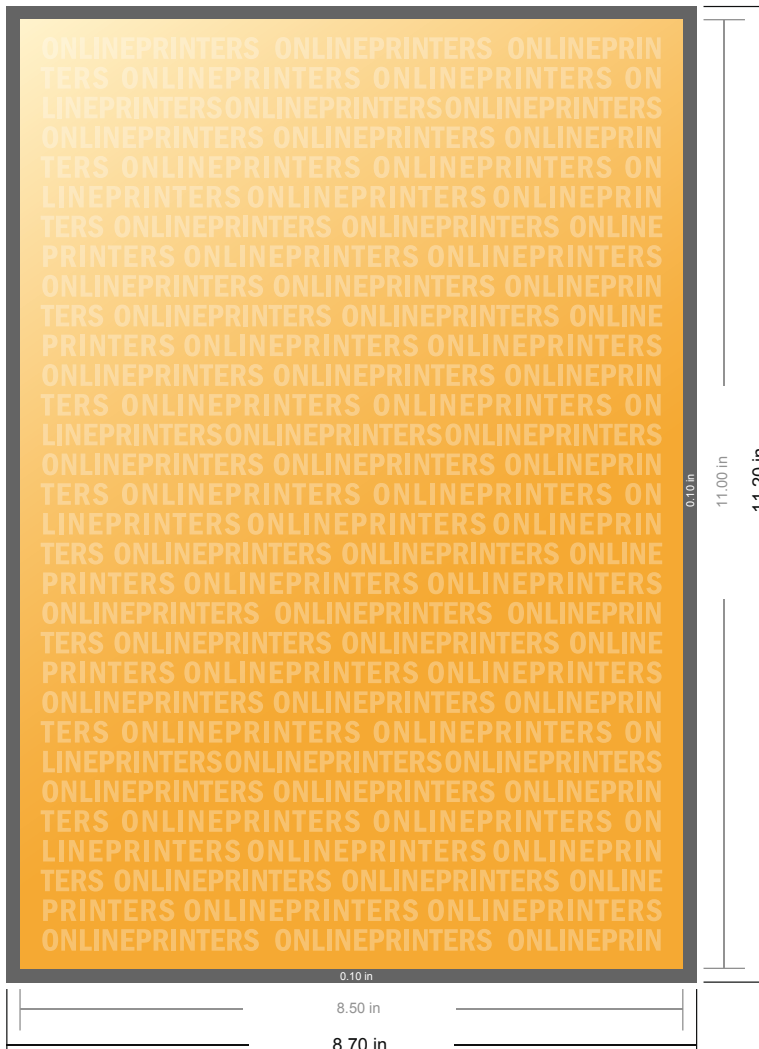 ONLINEPRINTERS ONLINEPRINTERS ONLINEPRIN
TERS ONLINEPRINTERS ONLINEPRINTERS ON
LINEPRINTERSONLINEPRINTERSONLINEPRINTERS
ONLINEPRINTERS ONLINEPRINTERS ONLINEPRIN
TERS ONLINEPRINTERS ONLINEPRINTERS ON
LINEPRINTERS ONLINEPRINTERS ONLINEPRIN
TERS ONLINEPRINTERS ONLINEPRINTERS ONLINE
PRINTERS ONLINEPRINTERS ONLINEPRINTERS
ONLINEPRINTERS ONLINEPRINTERS ONLINEPRIN
TERS ONLINEPRINTERS ONLINEPRINTERS ONLINE
PRINTERS ONLINEPRINTERS ONLINEPRINTERS
ONLINEPRINTERS ONLINEPRINTERS ONLINEPRIN
TERS ONLINEPRINTERS ONLINEPRINTERS ON
LINEPRINTERSONLINEPRINTERSONLINEPRINTERS
ONLINEPRINTERS ONLINEPRINTERS ONLINEPRIN
TERS ONLINEPRINTERS ONLINEPRINTERS ON
LINEPRINTERS ONLINEPRINTERS ONLINEPRIN
TERS ONLINEPRINTERS ONLINEPRINTERS ONLINE
PRINTERS ONLINEPRINTERS ONLINEPRINTERS
ONLINEPRINTERS ONLINEPRINTERS ONLINEPRIN
TERS ONLINEPRINTERS ONLINEPRINTERS ONLINE
PRINTERS ONLINEPRINTERS ONLINEPRINTERS
ONLINEPRINTERS ONLINEPRINTERS ONLINEPRIN
TERS ONLINEPRINTERS ONLINEPRINTERS ON
LINEPRINTERSONLINEPRINTERSONLINEPRINTERS
ONLINEPRINTERS ONLINEPRINTERS ONLINEPRIN
TERS ONLINEPRINTERS ONLINEPRINTERS ON
LINEPRINTERS ONLINEPRINTERS ONLINEPRIN
TERS ONLINEPRINTERS ONLINEPRINTERS ONLINE
PRINTERS ONLINEPRINTERS ONLINEPRINTERS
ONLINEPRINTERS ONLINEPRINTERS ONLINEPRIN
0.10 in
11.00 in
11.20 in
0.10 in
8.50 in
8.70 in